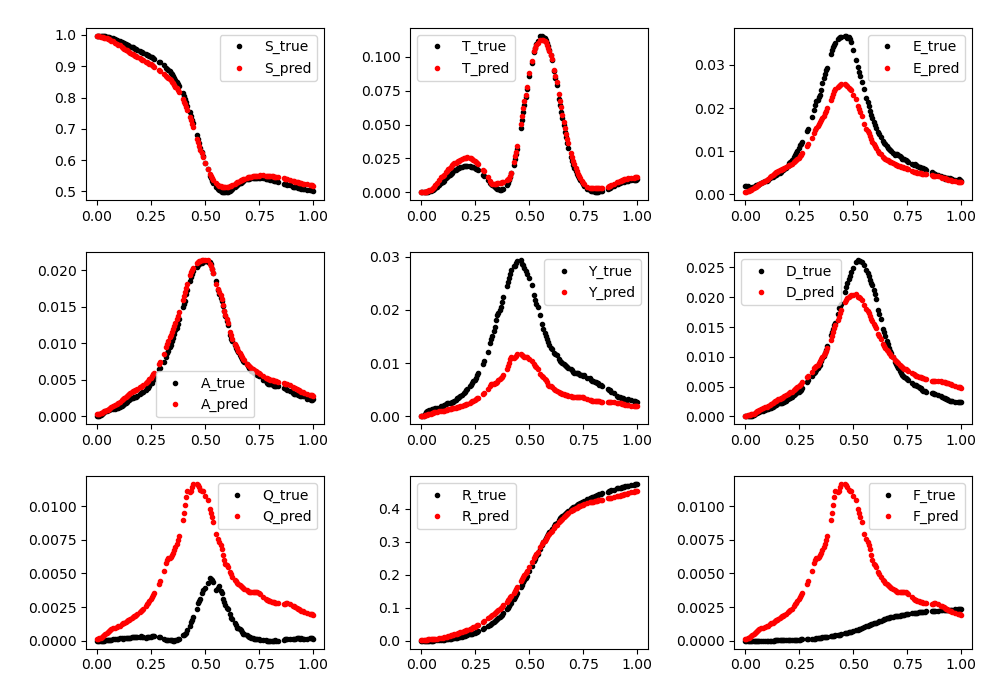 1.0
0.9
0.8
0.7
0.6
0.5
0.00 0.25 0.50 0.75 1.00
S_true
S_pred
0.100
0.075
0.050
0.025
0.000
0.00 0.25 0.50 0.75 1.00
T_true
T_pred
0.03
0.02
0.01
0.00
0.00 0.25 0.50 0.75 1.00
E_true
E_pred
0.020
0.015
0.010
0.005
0.000
0.00 0.25 0.50 0.75 1.00
A_true
A_pred
0.03
0.02
0.01
0.00
0.00 0.25 0.50 0.75 1.00
Y_true
Y_pred
0.025
0.020
0.015
0.010
0.005
0.000
0.00 0.25 0.50 0.75 1.00
D_true
D_pred
0.0100
0.0075
0.0050
0.0025
0.0000
0.00 0.25 0.50 0.75 1.00
Q_true
Q_pred
0.4
0.3
0.2
0.1
0.0
0.00 0.25 0.50 0.75 1.00
R_true
R_pred
0.0100
0.0075
0.0050
0.0025
0.0000
0.00 0.25 0.50 0.75 1.00
F_true
F_pred